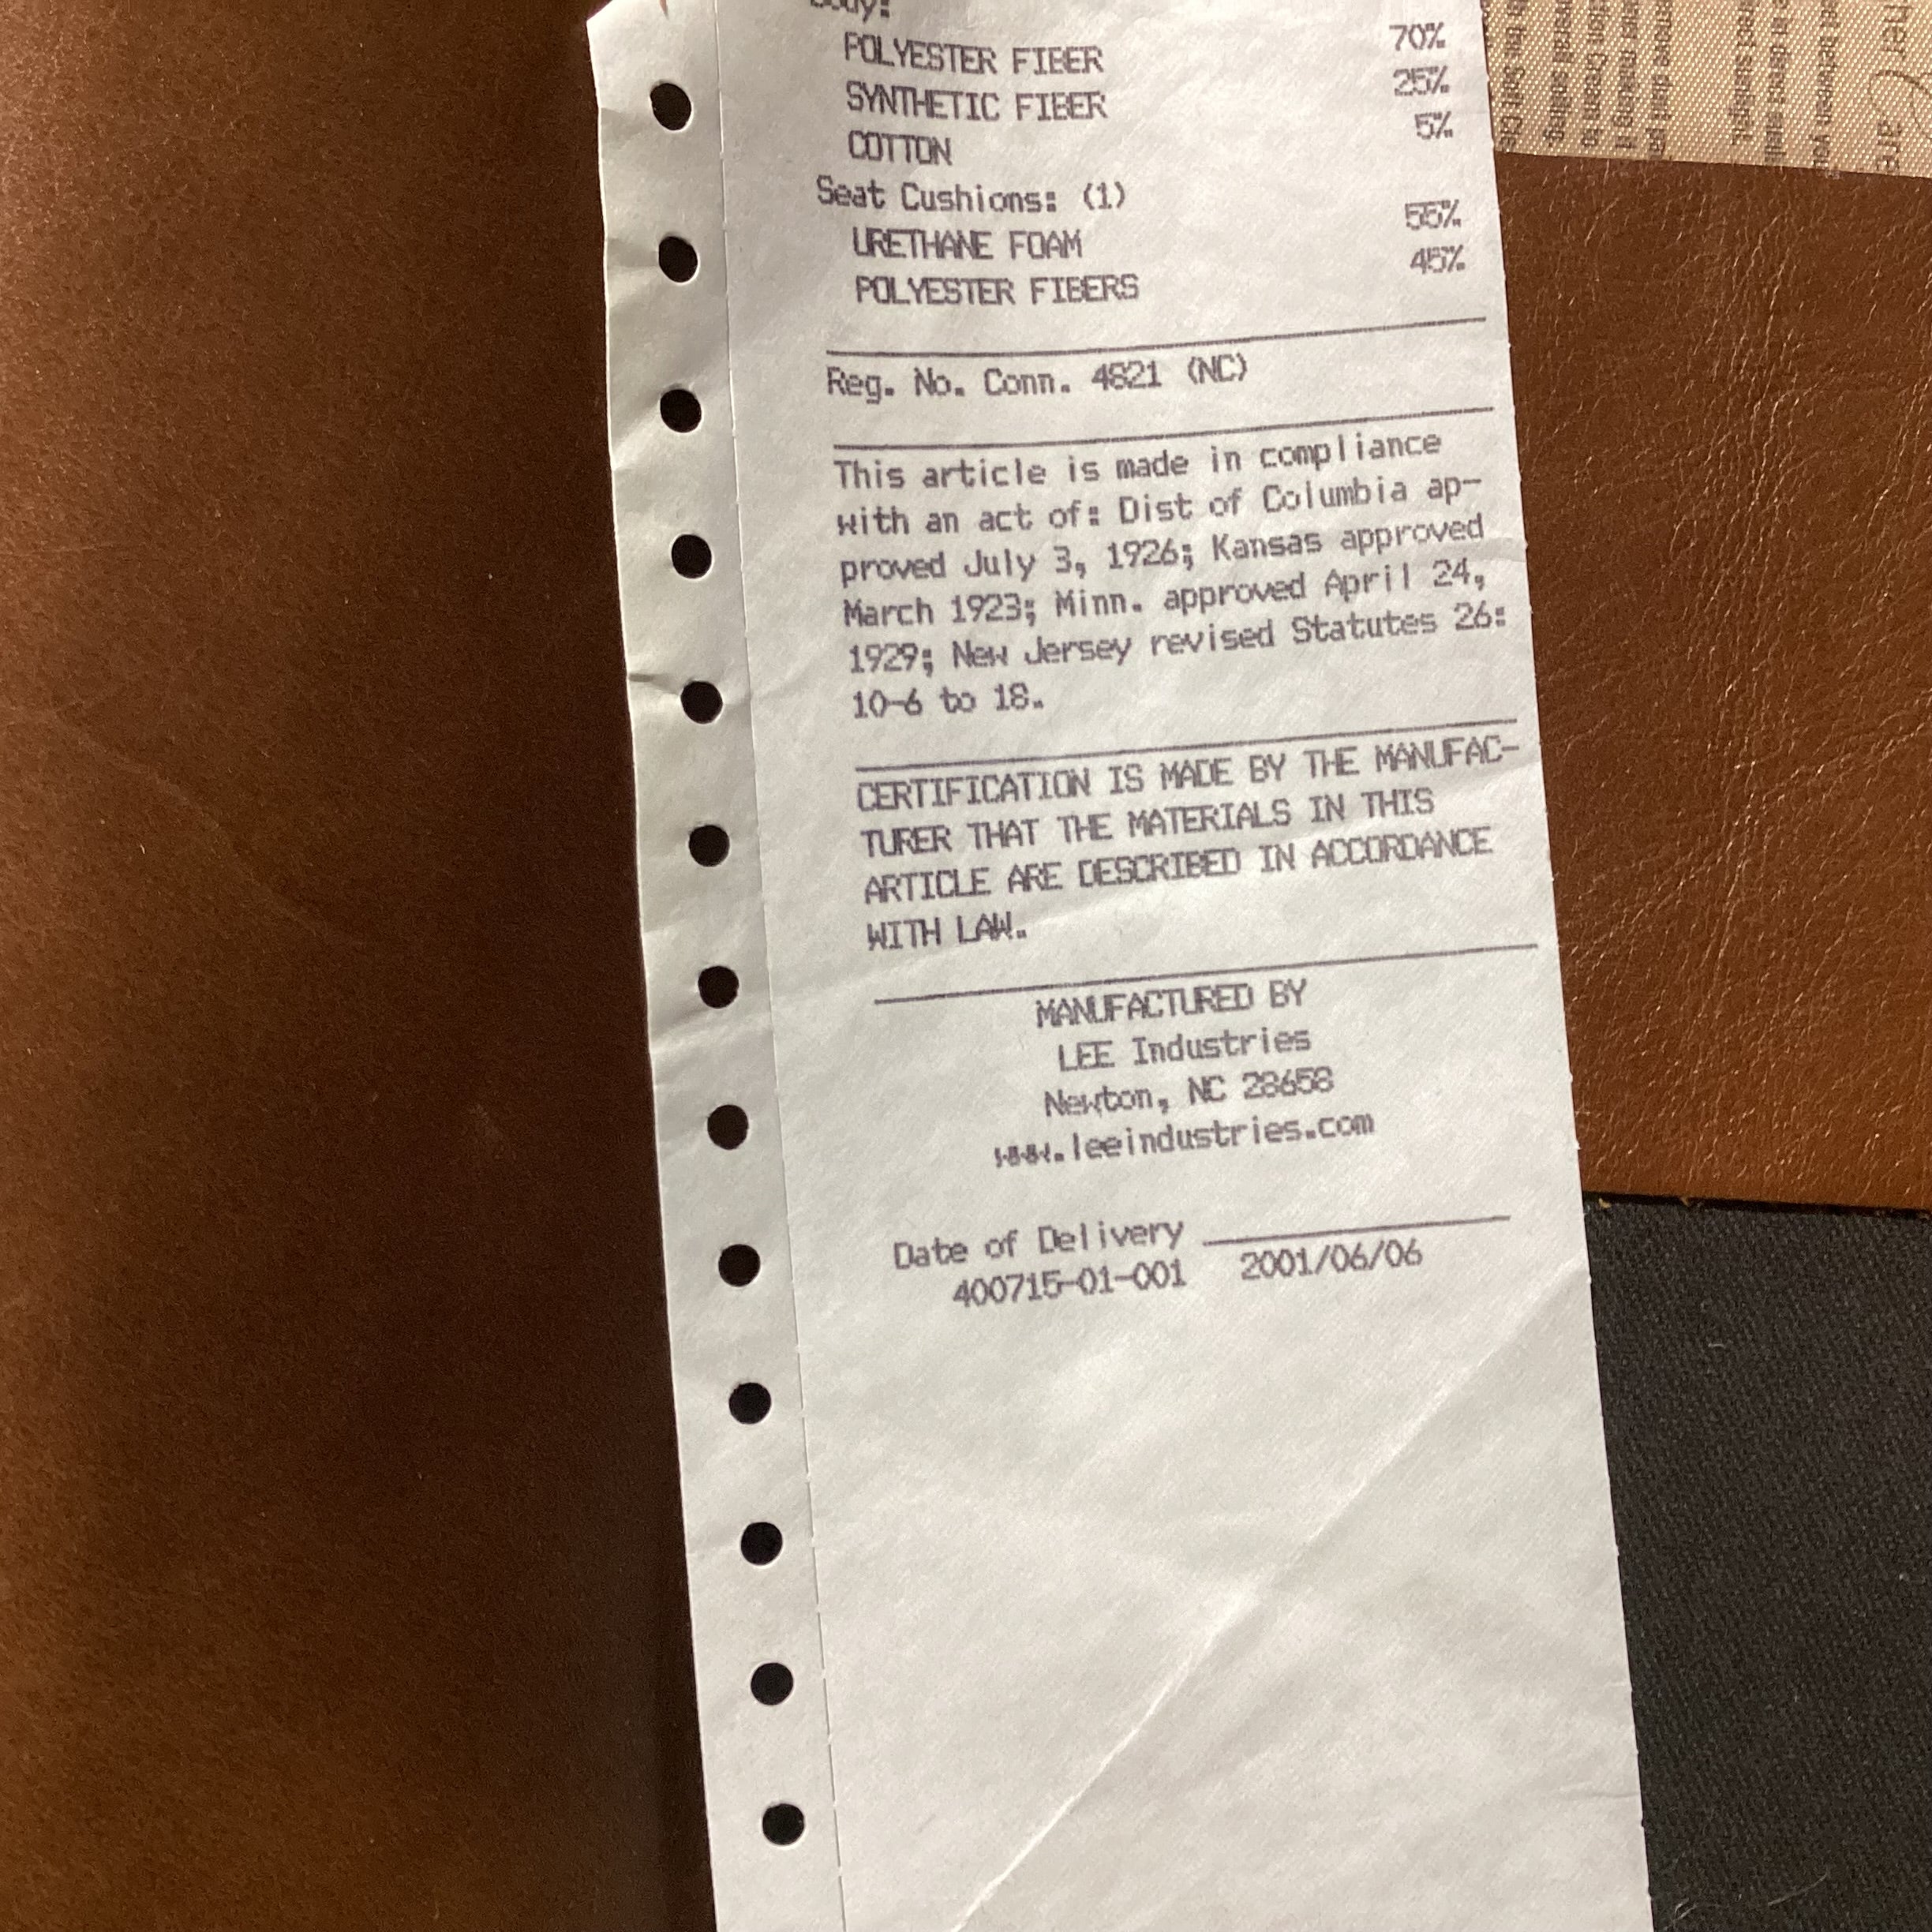 Body:
POLYESTER FIBER 70%
SYNTHETIC FIBER 25%
COTTON 5%
Seat Cushions: (1)
URETHANE FOAM 55%
POLYESTER FIBERS 45%
Reg. No. Conn. 4821 (NC)
This article is made in compliance
with an act of: Dist of Columbia ap-
proved July 3, 1926; Kansas approved
March 1923; Minn. approved April 24,
1929; New Jersey revised Statutes 26:
10-6 to 18.
CERTIFICATION IS MADE BY THE MANUFAC-
TURER THAT THE MATERIALS IN THIS
ARTICLE ARE DESCRIBED IN ACCORDANCE
WITH LAW.
MANUFACTURED BY
LEE Industries
Newton, NC 28658
www.leeindustries.com
Date of Delivery
400715-01-001 2001/06/06